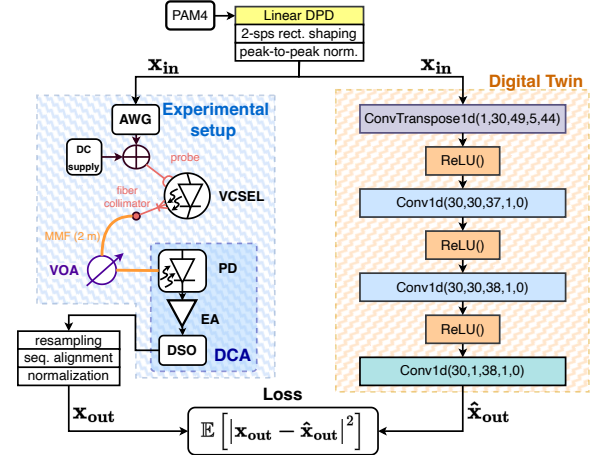 PAM4
Linear DPD
2-sps rect. shaping
peak-to-peak norm.
x_in
x_in
Experimental
setup
AWG
DC
supply
probe
fiber
collimator
VCSEL
MMF (2 m)
VOA
PD
EA
DSO
DCA
resampling
seq. alignment
normalization
x_out
Digital Twin
ConvTranspose1d(1,30,49,5,44)
ReLU()
Conv1d(30,30,37,1,0)
ReLU()
Conv1d(30,30,38,1,0)
ReLU()
Conv1d(30,1,38,1,0)
x̂_out
Loss
𝔼[|x_out − x̂_out|²]